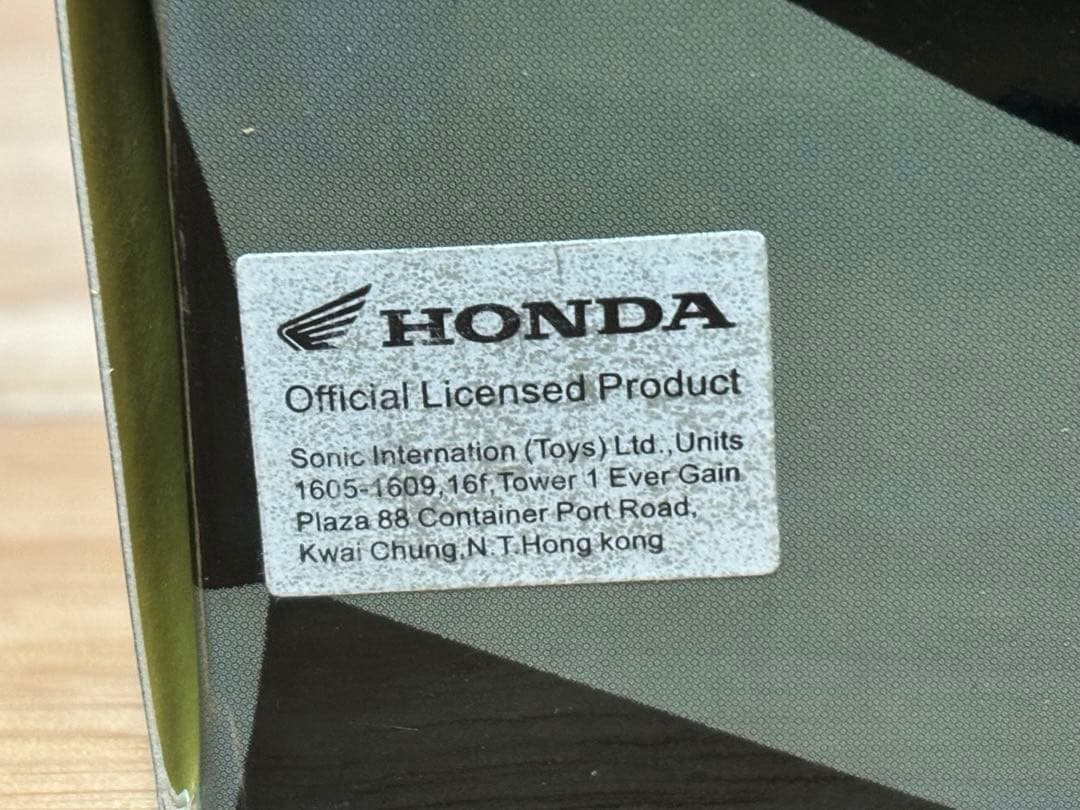 HONDA
Official Licensed Product
Sonic Internation (Toys) Ltd.,Units
1605-1609,16f,Tower 1 Ever Gain
Plaza 88 Container Port Road,
Kwai Chung,N.T.Hong kong